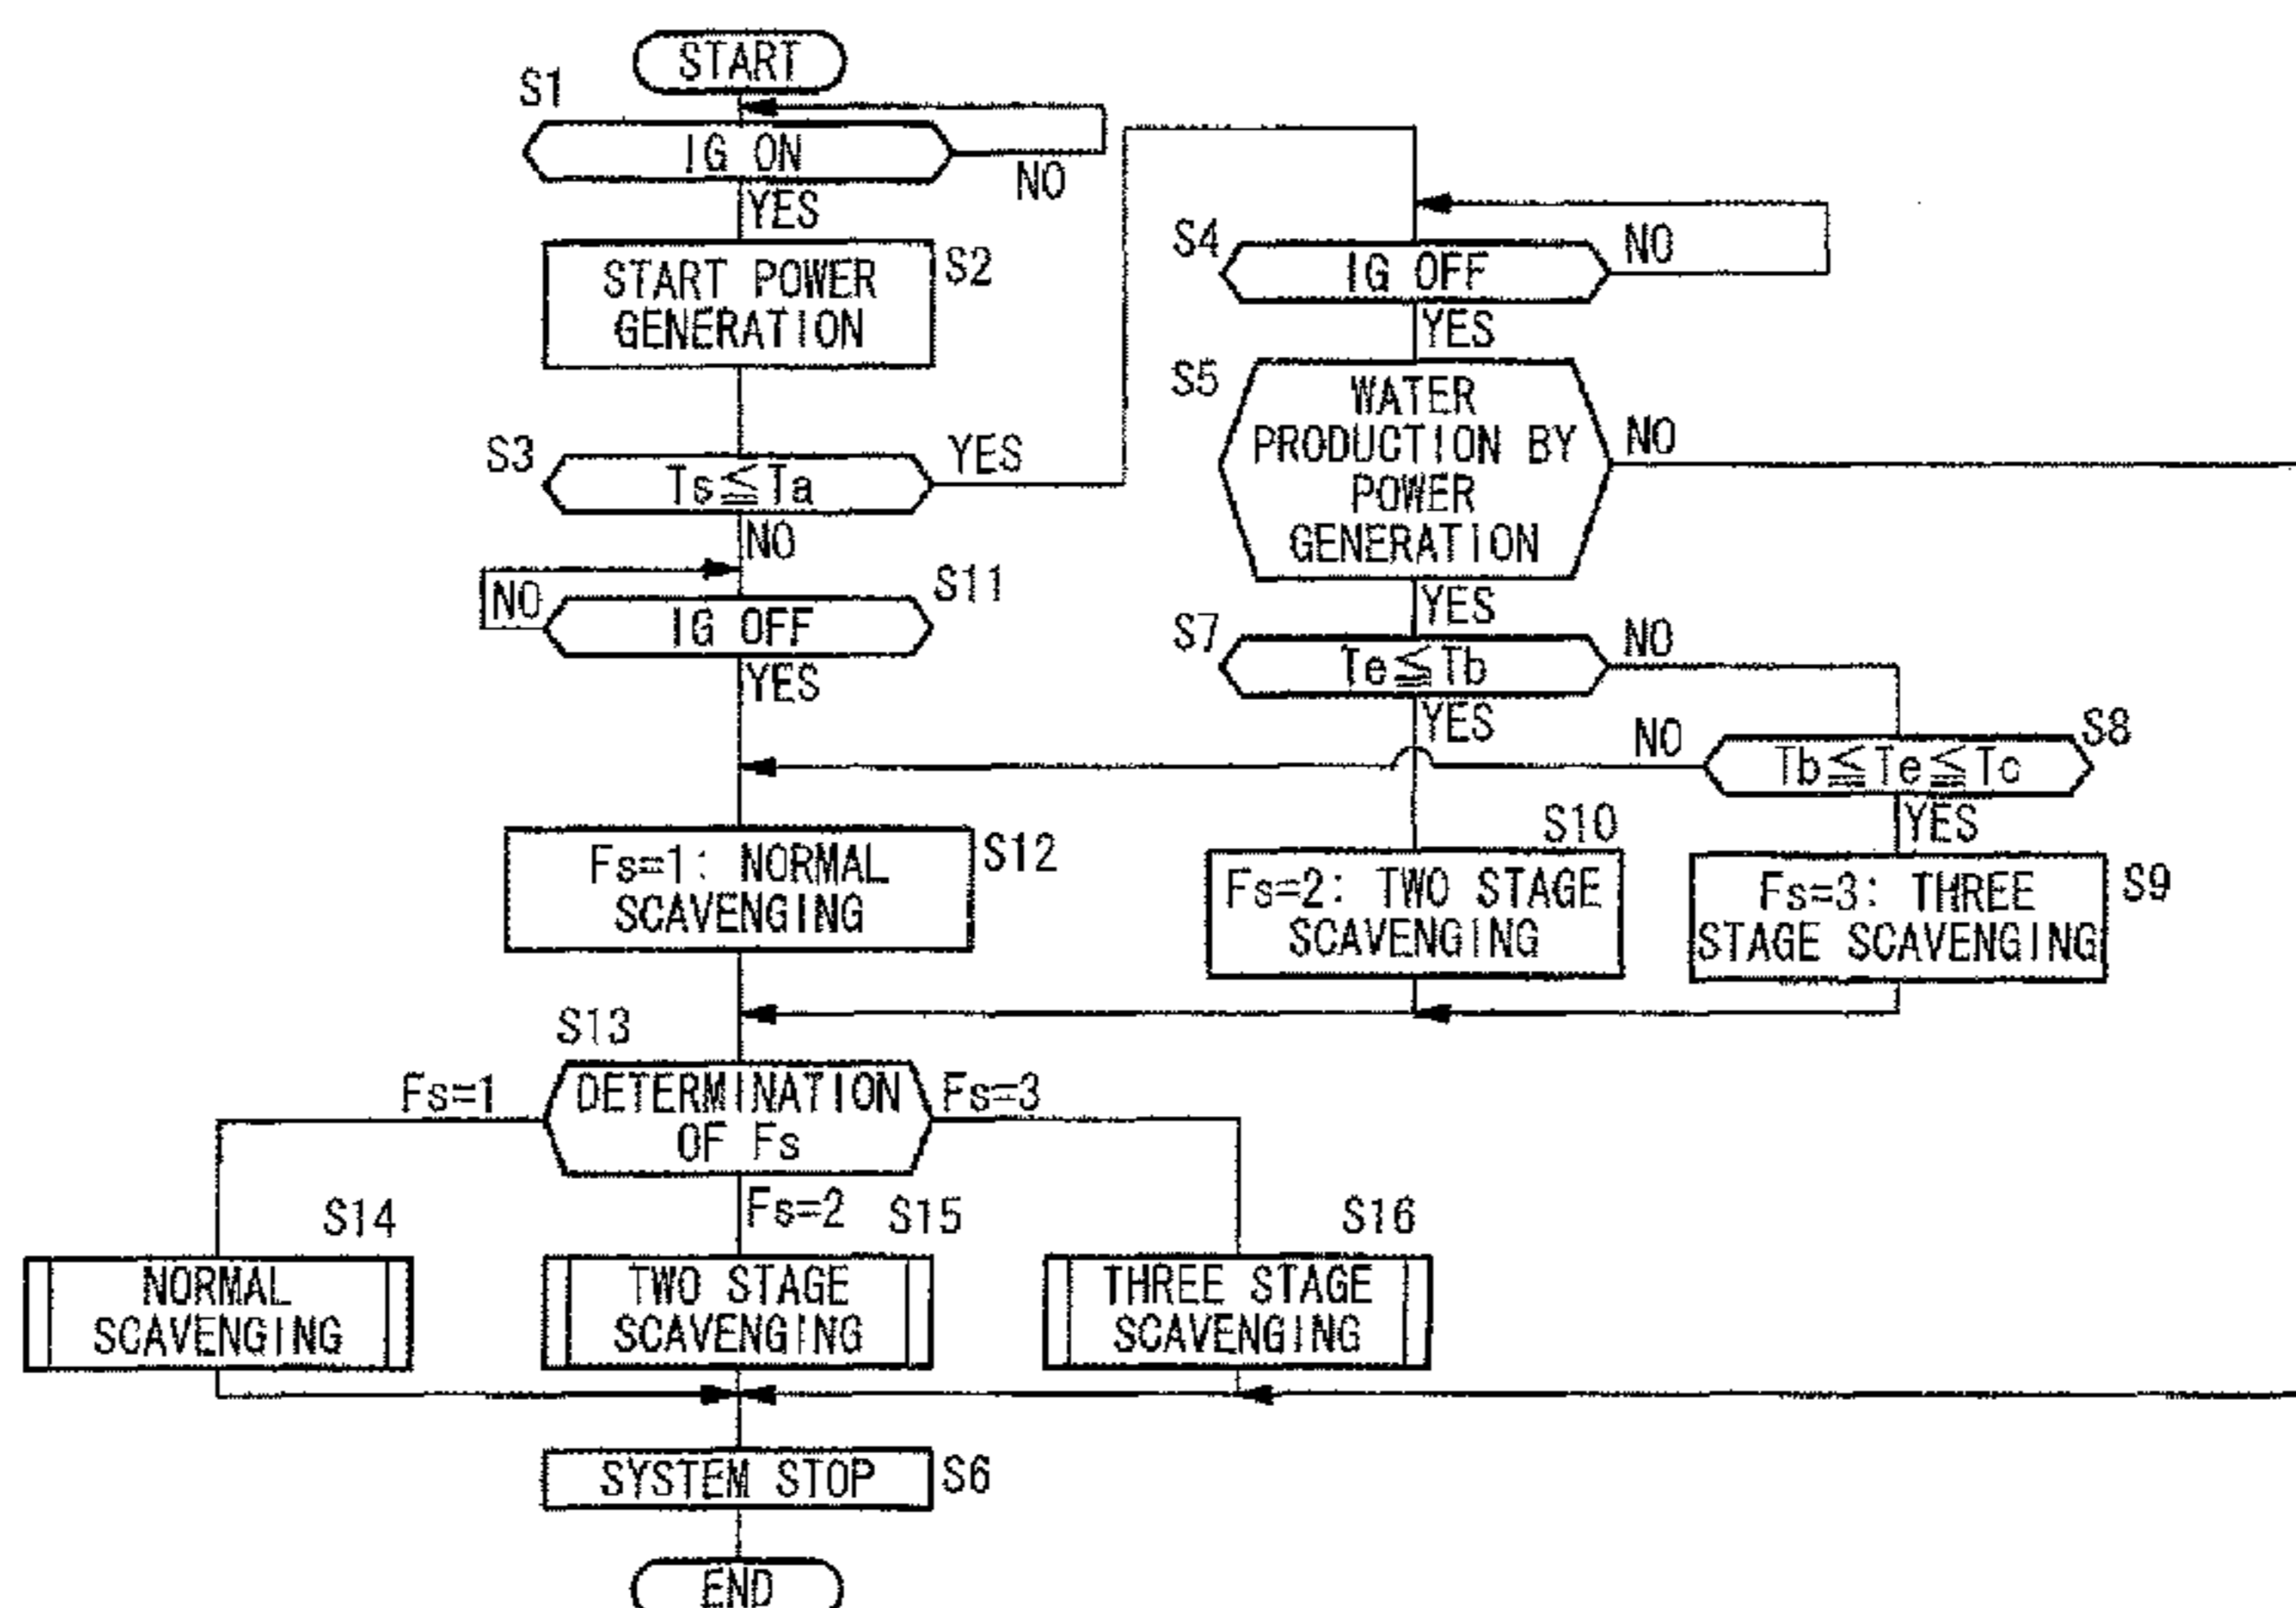 START
S1
IG ON
NO
YES
START POWER
GENERATION
S2
S3
Ts≦Ta
YES
NO
S11
NO
IG OFF
YES
S4
IG OFF
NO
YES
S5
WATER
PRODUCTION BY
POWER
GENERATION
NO
YES
S7
Te≦Tb
NO
YES
S8
Tb≦Te≦Tc
NO
YES
S12
Fs=1: NORMAL
SCAVENGING
S10
Fs=2: TWO STAGE
SCAVENGING
S9
Fs=3: THREE
STAGE SCAVENGING
S13
DETERMINATION
OF Fs
Fs=1
Fs=2
Fs=3
S14
NORMAL
SCAVENGING
S15
TWO STAGE
SCAVENGING
S16
THREE STAGE
SCAVENGING
SYSTEM STOP
S6
END